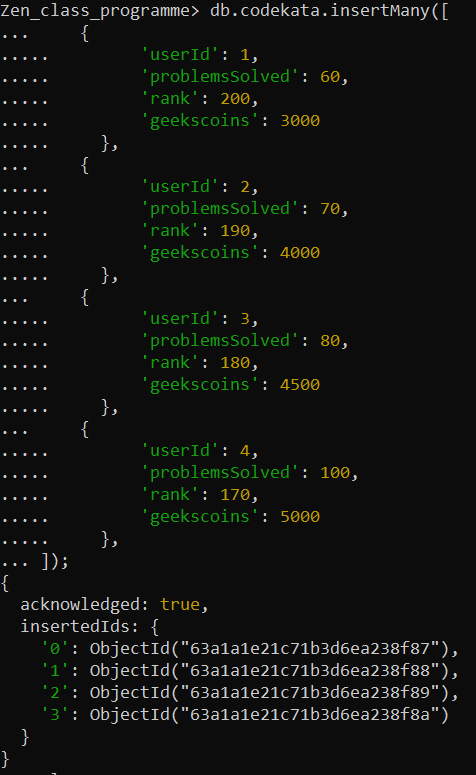 Zen_class_programme> db.codekata.insertMany([
...     {
.....         'userId': 1,
.....         'problemsSolved': 60,
.....         'rank': 200,
.....         'geekscoins': 3000
.....     },
...     {
.....         'userId': 2,
.....         'problemsSolved': 70,
.....         'rank': 190,
.....         'geekscoins': 4000
.....     },
...     {
.....         'userId': 3,
.....         'problemsSolved': 80,
.....         'rank': 180,
.....         'geekscoins': 4500
.....     },
...     {
.....         'userId': 4,
.....         'problemsSolved': 100,
.....         'rank': 170,
.....         'geekscoins': 5000
.....     },
... ]);
{
  acknowledged: true,
  insertedIds: {
    '0': ObjectId("63a1a1e21c71b3d6ea238f87"),
    '1': ObjectId("63a1a1e21c71b3d6ea238f88"),
    '2': ObjectId("63a1a1e21c71b3d6ea238f89"),
    '3': ObjectId("63a1a1e21c71b3d6ea238f8a")
  }
}